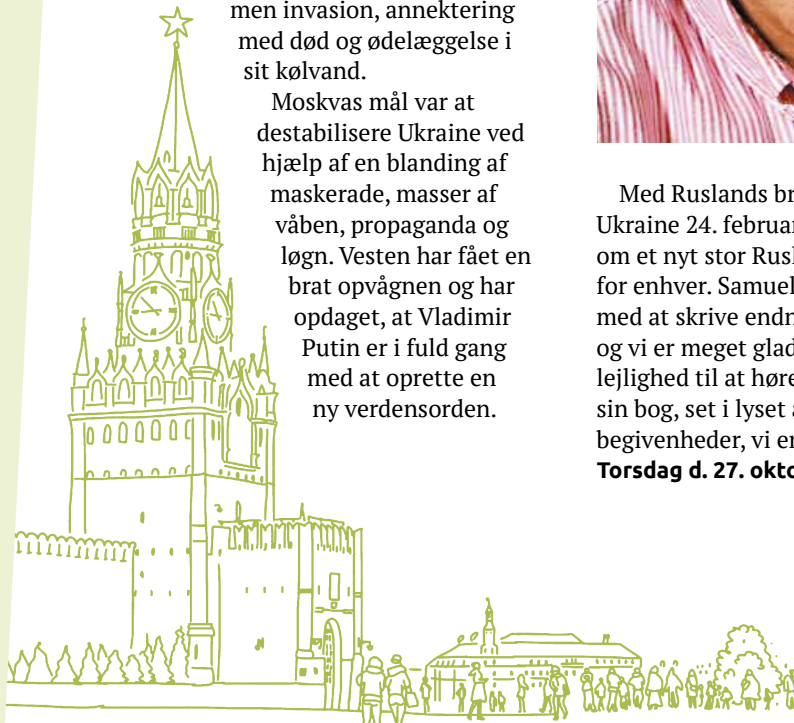 men invasion, annektering
med død og ødelæggelse i
sit kølvand.
Moskvas mål var at
destabilisere Ukraine ved
hjælp af en blanding af
maskerade, masser af
våben, propaganda og
løgn. Vesten har fået en
brat opvågnen og har
opdaget, at Vladimir
Putin er i fuld gang
med at oprette en
ny verdensorden.
Med Ruslands br
Ukraine 24. februar
om et nyt stor Rusl
for enhver. Samuel
med at skrive endn
og vi er meget glad
lejlighed til at høre
sin bog, set i lyset a
begivenheder, vi er
Torsdag d. 27. okto